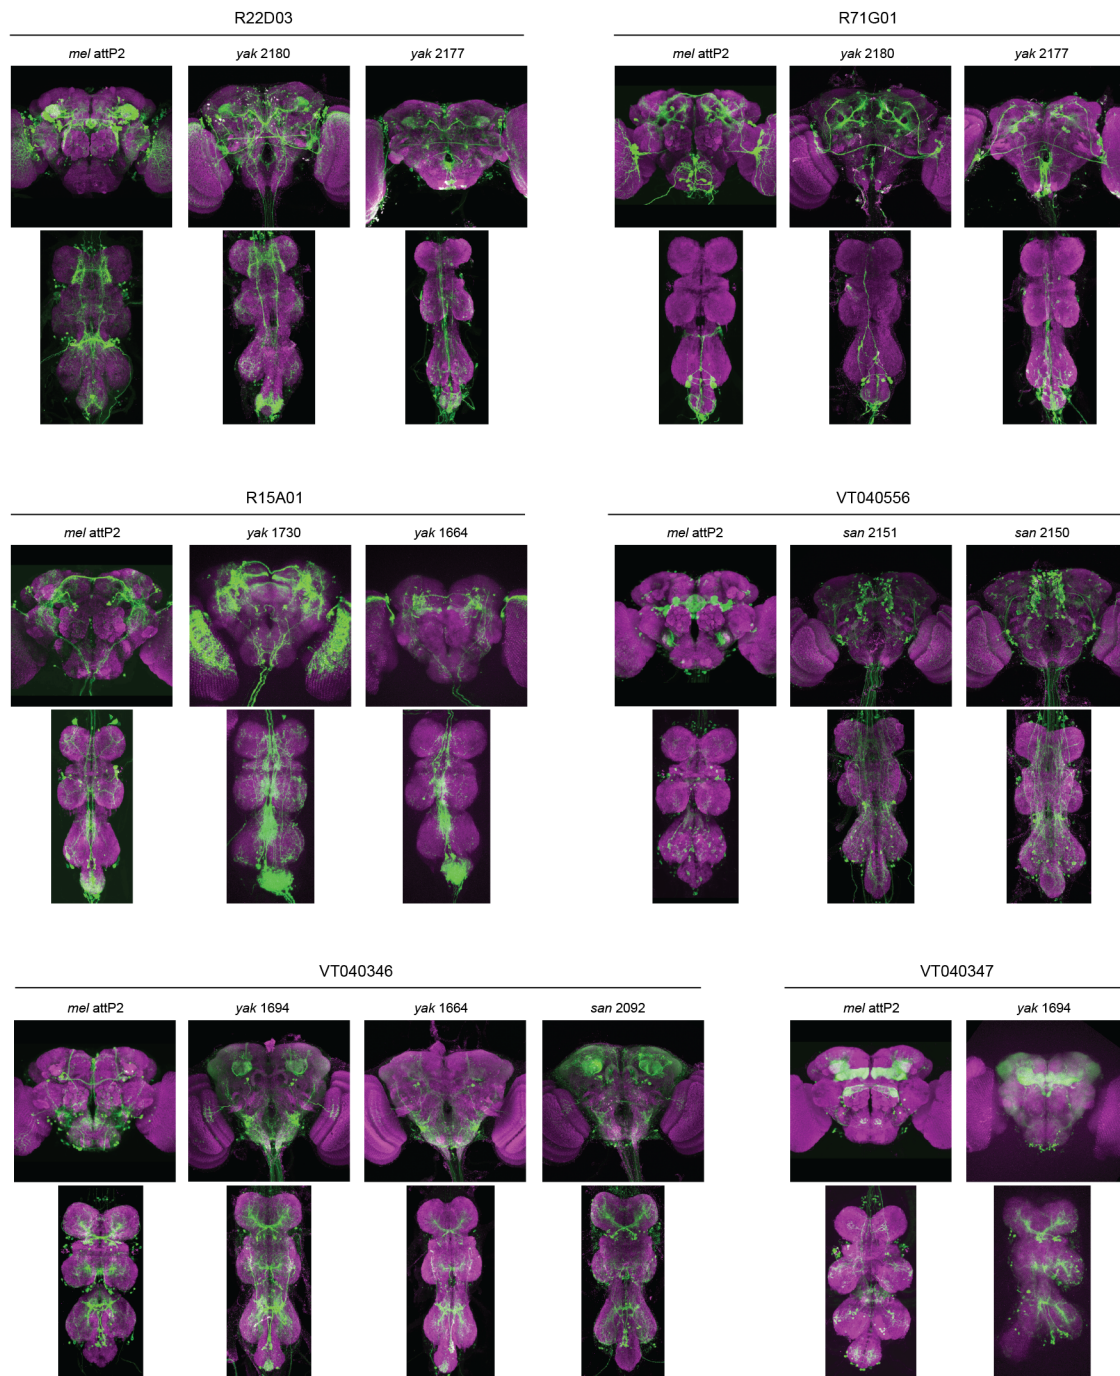 R22D03
R71G01
mel attP2 yak 2180 yak 2177
mel attP2 yak 2180 yak 2177
R15A01
VT040556
mel attP2 yak 1730 yak 1664
mel attP2 san 2151 san 2150
VT040346
VT040347
mel attP2 yak 1694 yak 1664 san 2092
mel attP2 yak 1694